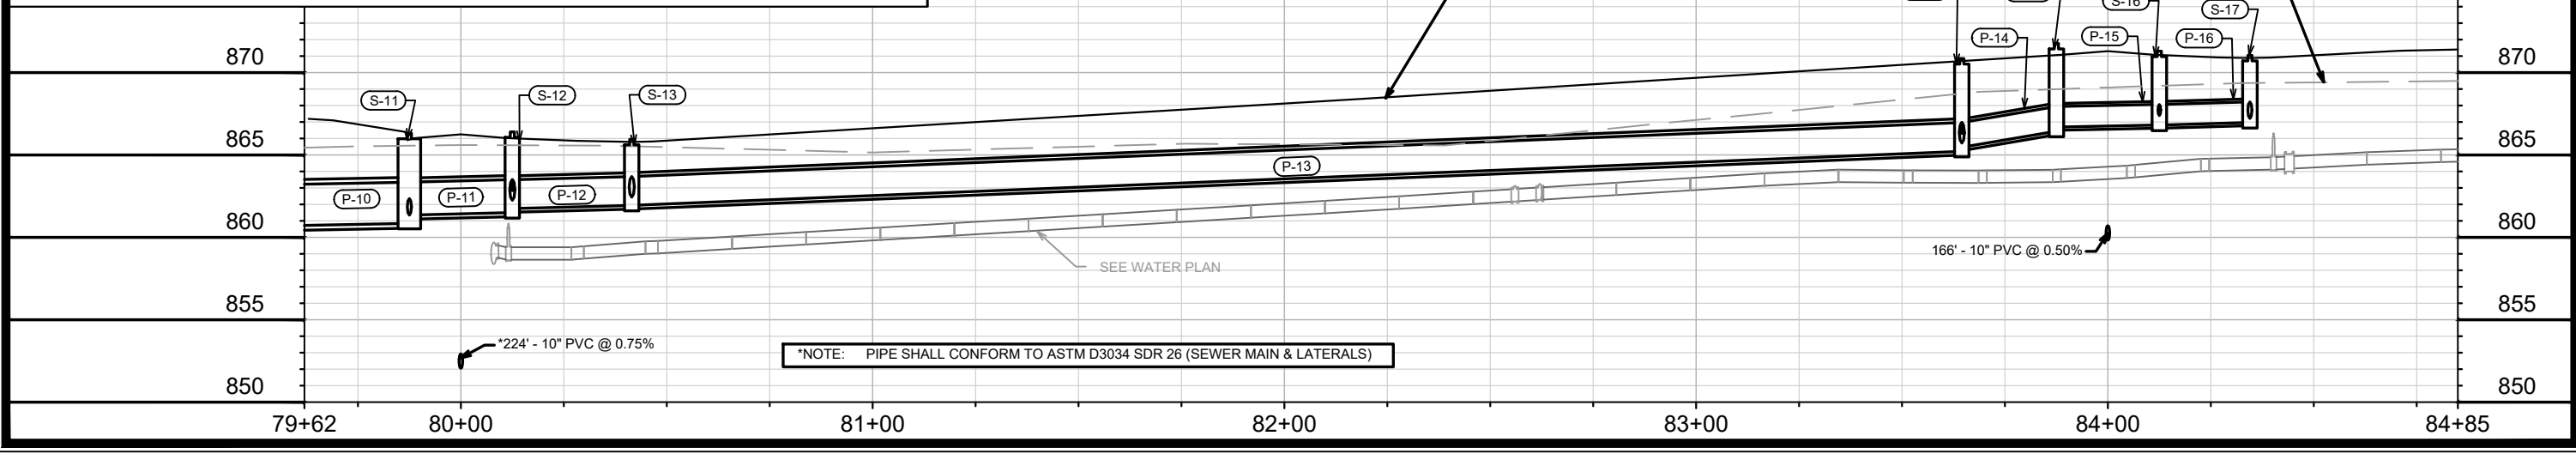 S-16
S-17
P-14
P-15
P-16
870
870
S-11
S-12
S-13
865
865
P-13
P-10
P-11
P-12
860
860
166' - 10" PVC @ 0.50%
SEE WATER PLAN
855
855
*224' - 10" PVC @ 0.75%
*NOTE: PIPE SHALL CONFORM TO ASTM D3034 SDR 26 (SEWER MAIN & LATERALS)
850
850
79+62
80+00
81+00
82+00
83+00
84+00
84+85